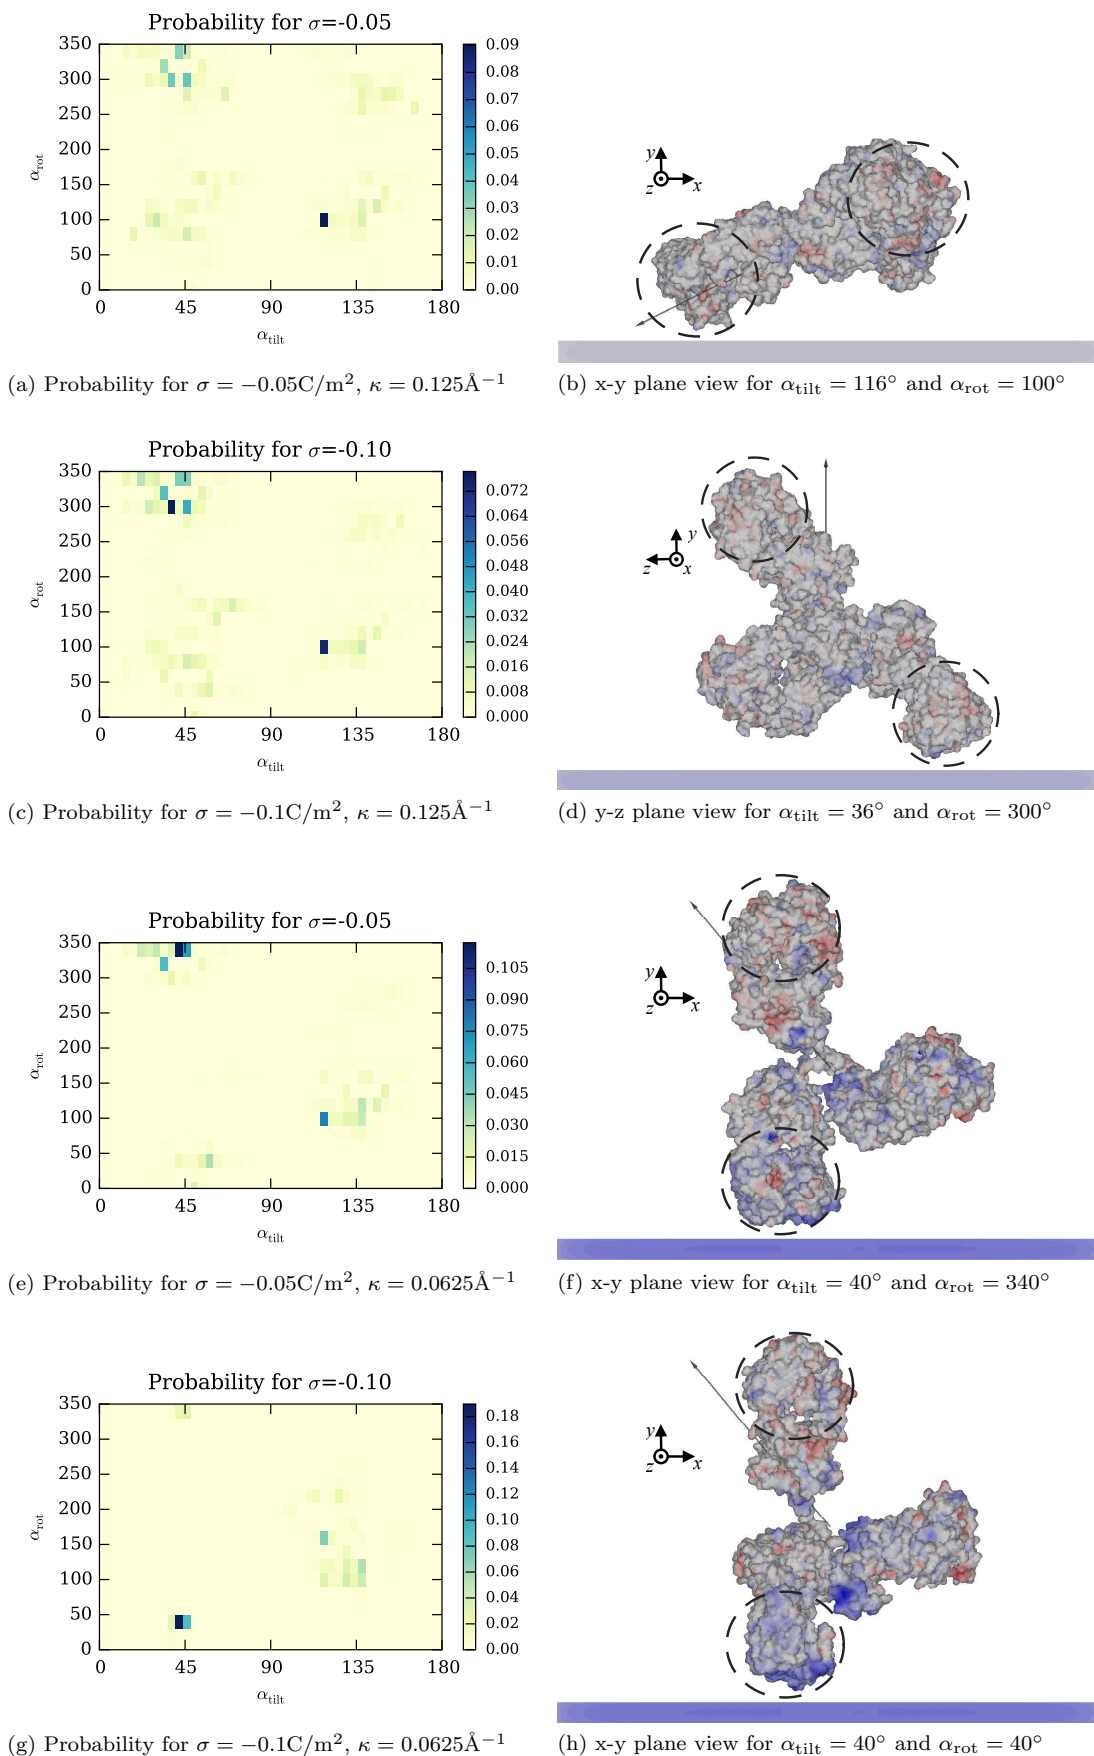 Probability for σ=-0.05
350
300
250
200
150
100
50
0
α_rot
0 45 90 135 180
α_tilt
0.09
0.08
0.07
0.06
0.05
0.04
0.03
0.02
0.01
0.00
y
z x
(a) Probability for σ = −0.05C/m², κ = 0.125Å⁻¹
(b) x-y plane view for α_tilt = 116° and α_rot = 100°
Probability for σ=-0.10
350
300
250
200
150
100
50
0
α_rot
0 45 90 135 180
α_tilt
0.072
0.064
0.056
0.048
0.040
0.032
0.024
0.016
0.008
0.000
y
z x
(c) Probability for σ = −0.1C/m², κ = 0.125Å⁻¹
(d) y-z plane view for α_tilt = 36° and α_rot = 300°
Probability for σ=-0.05
350
300
250
200
150
100
50
0
α_rot
0 45 90 135 180
α_tilt
0.105
0.090
0.075
0.060
0.045
0.030
0.015
0.000
y
z x
(e) Probability for σ = −0.05C/m², κ = 0.0625Å⁻¹
(f) x-y plane view for α_tilt = 40° and α_rot = 340°
Probability for σ=-0.10
350
300
250
200
150
100
50
0
α_rot
0 45 90 135 180
α_tilt
0.18
0.16
0.14
0.12
0.10
0.08
0.06
0.04
0.02
0.00
y
z x
(g) Probability for σ = −0.1C/m², κ = 0.0625Å⁻¹
(h) x-y plane view for α_tilt = 40° and α_rot = 40°